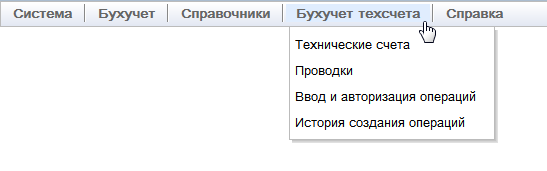 Система Бухучет Справочники Бухучет техсчета Справка
Технические счета
Проводки
Ввод и авторизация операций
История создания операций